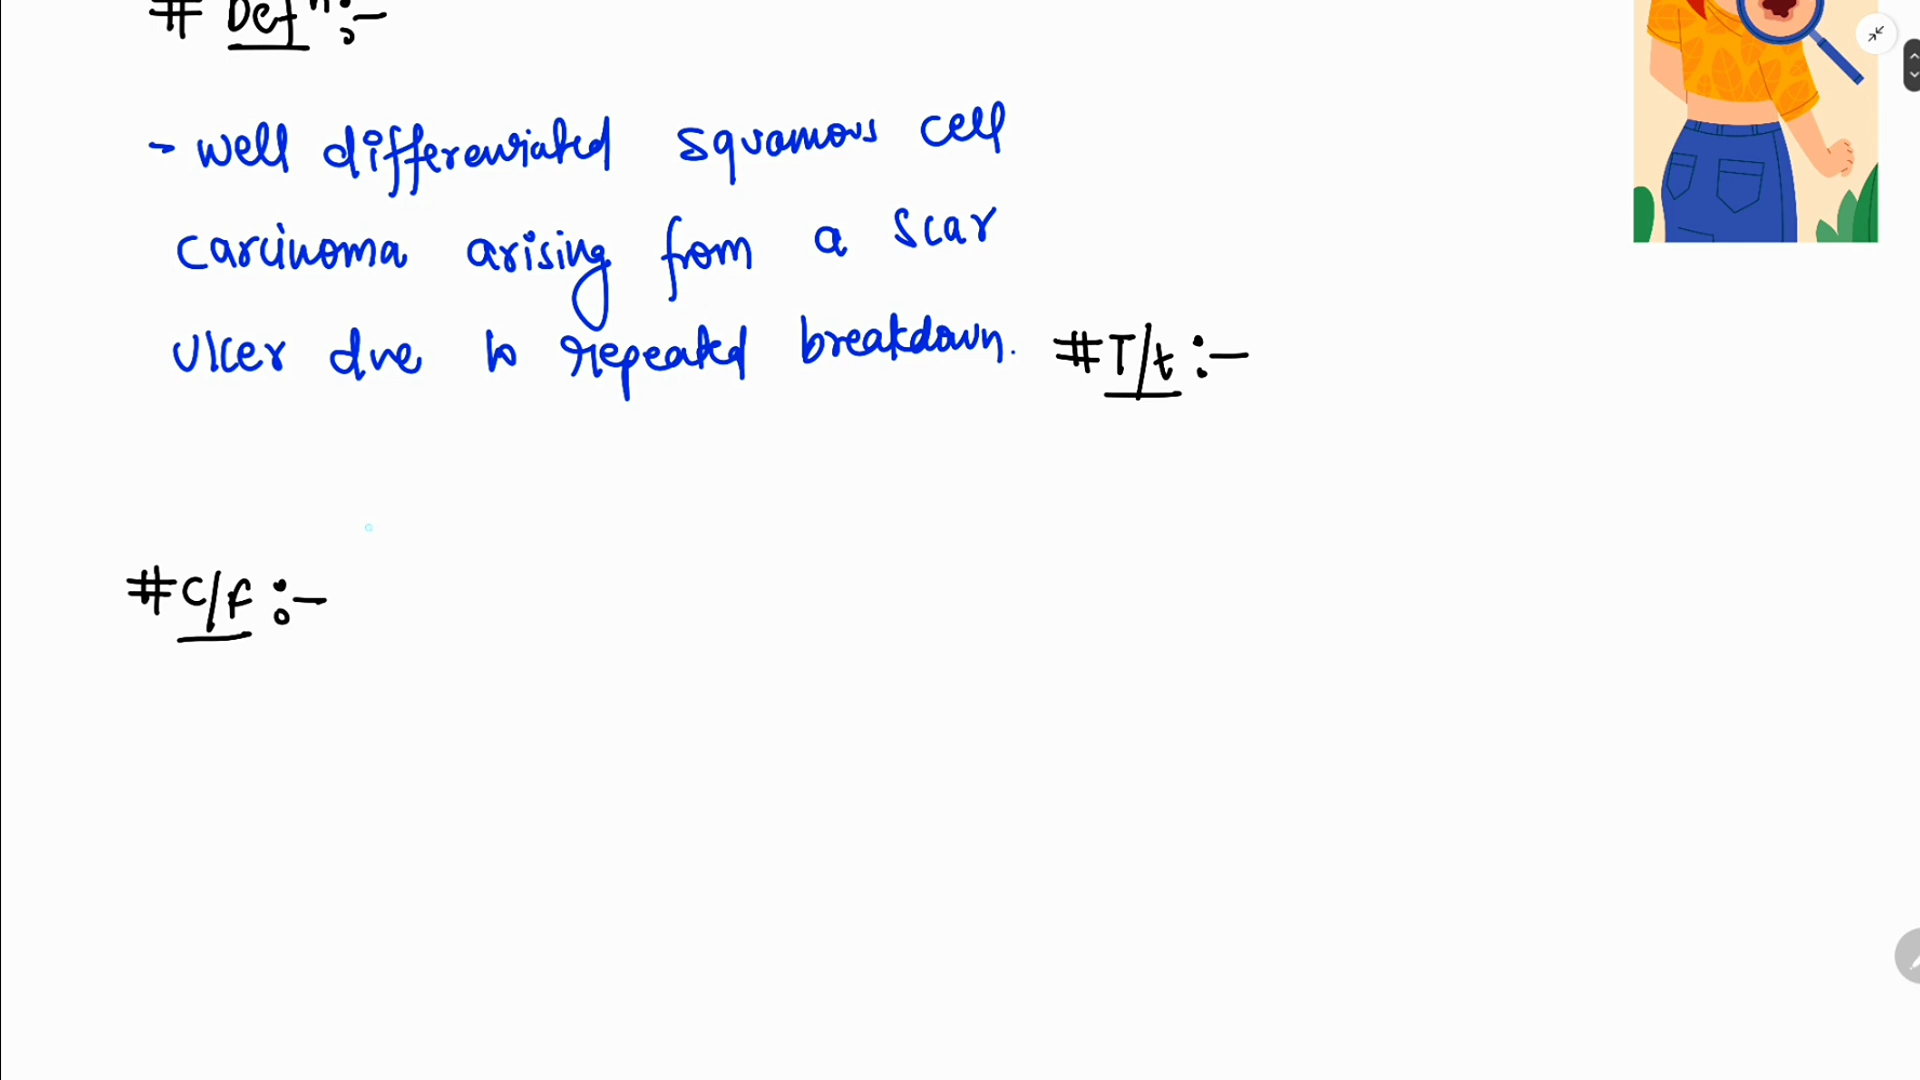 # Defn :-
- well differentiated squamous cell
carcinoma arising from a scar
ulcer due to repeated breakdown.
# T/t :-
# C/f :-